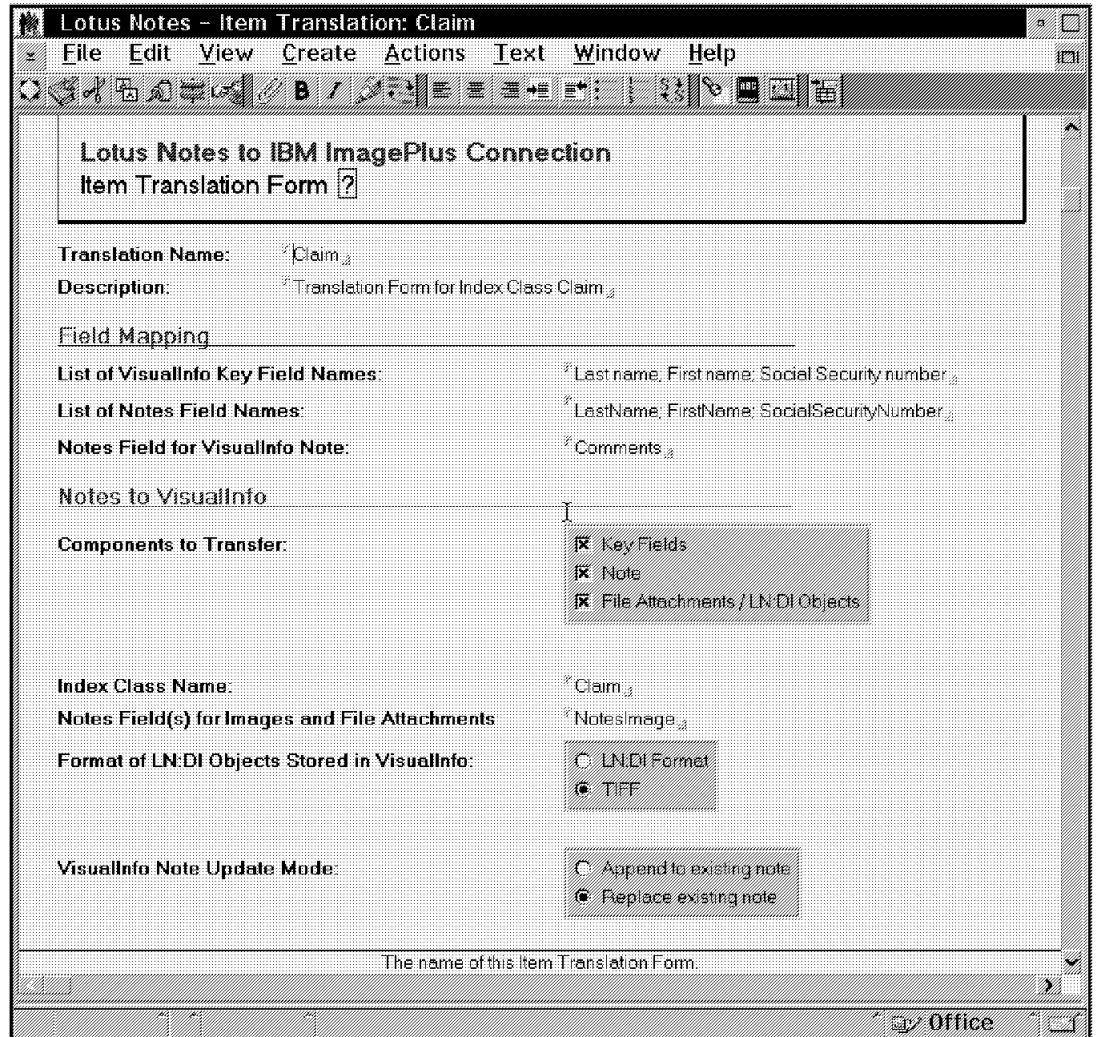 Lotus Notes - Item Translation: Claim
File Edit View Create Actions Text Window Help
Lotus Notes to IBM ImagePlus Connection
Item Translation Form ?
Translation Name: Claim
Description: Translation Form for Index Class Claim
Field Mapping
List of VisualInfo Key Field Names: Last name; First name; Social Security number
List of Notes Field Names: LastName; FirstName; SocialSecurityNumber
Notes Field for VisualInfo Note: Comments
Notes to VisualInfo
Components to Transfer: Key Fields
Note
File Attachments / LN:DI Objects
Index Class Name: Claim
Notes Field(s) for Images and File Attachments NotesImage
Format of LN:DI Objects Stored in VisualInfo: LN:DI Format
TIFF
VisualInfo Note Update Mode: Append to existing note
Replace existing note
The name of this Item Translation Form.
Office